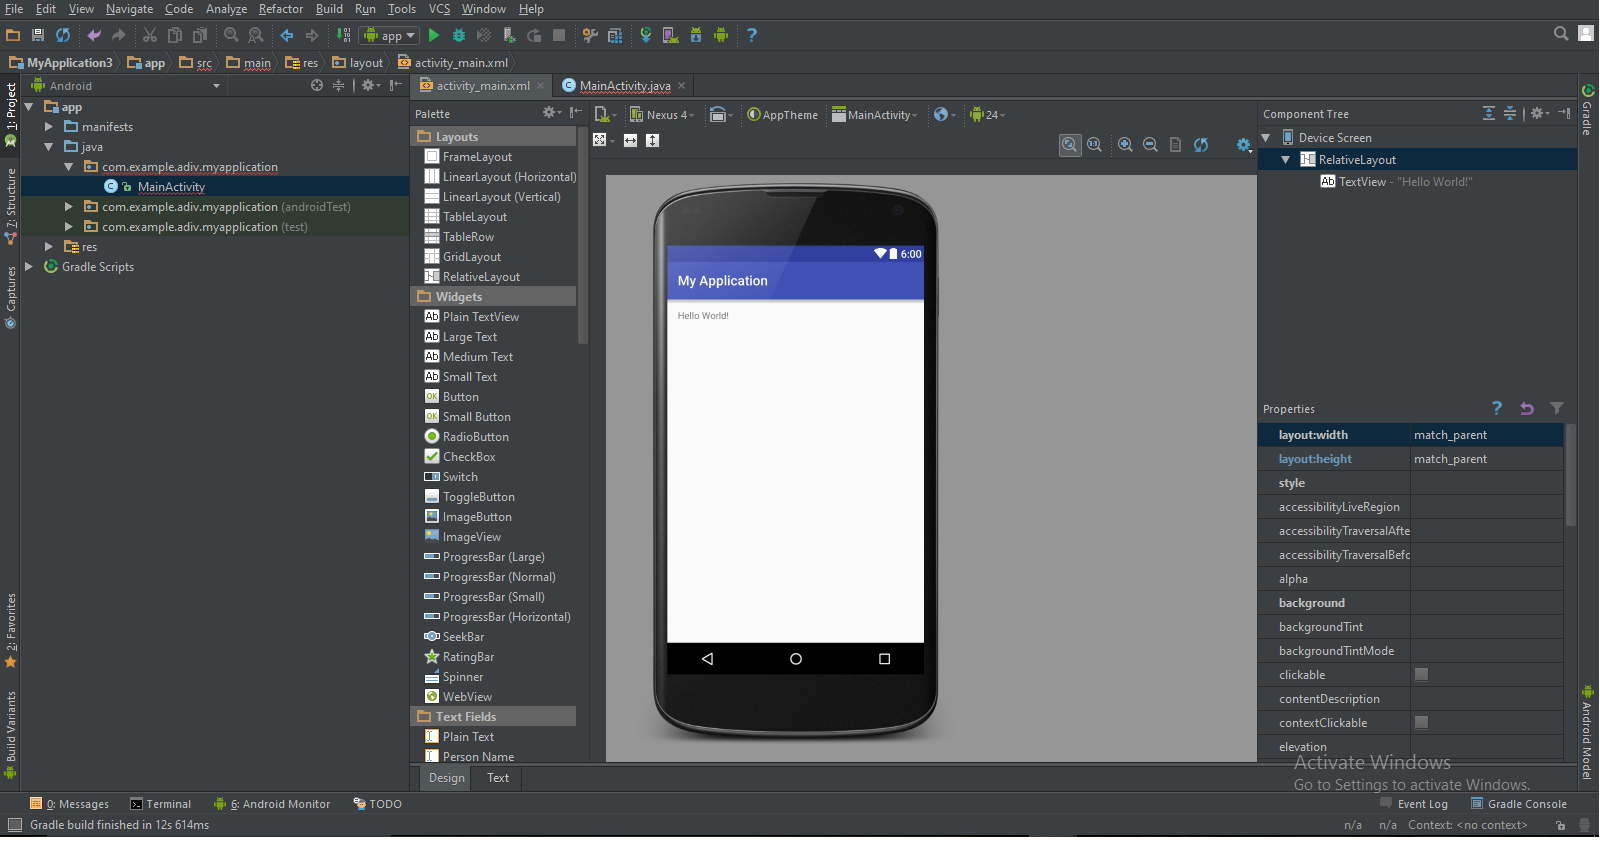 File Edit View Navigate Code Analyze Refactor Build Run Tools VCS Window Help
app
MyApplication3 app src main res layout activity_main.xml
Android
activity_main.xml
MainActivity.java
1: Project
7: Structure
Captures
2: Favorites
Build Variants
app
manifests
java
com.example.adiv.myapplication
MainActivity
com.example.adiv.myapplication (androidTest)
com.example.adiv.myapplication (test)
res
Gradle Scripts
Palette
Layouts
FrameLayout
LinearLayout (Horizontal)
LinearLayout (Vertical)
TableLayout
TableRow
GridLayout
RelativeLayout
Widgets
Ab Plain TextView
Ab Large Text
Ab Medium Text
Ab Small Text
OK Button
OK Small Button
RadioButton
CheckBox
Switch
ToggleButton
ImageButton
ImageView
ProgressBar (Large)
ProgressBar (Normal)
ProgressBar (Small)
ProgressBar (Horizontal)
SeekBar
RatingBar
Spinner
WebView
Text Fields
Plain Text
Person Name
Nexus 4 AppTheme MainActivity 24
6:00
My Application
Hello World!
Component Tree
Device Screen
RelativeLayout
Ab TextView - "Hello World!"
Properties
layout:width match_parent
layout:height match_parent
style
accessibilityLiveRegion
accessibilityTraversalAfte
accessibilityTraversalBefc
alpha
background
backgroundTint
backgroundTintMode
clickable
contentDescription
contextClickable
elevation
Activate Windows
Go to Settings to activate Windows.
Gradle
Android Model
Design Text
0: Messages Terminal 6: Android Monitor TODO
Event Log Gradle Console
Gradle build finished in 12s 614ms
n/a n/a Context: <no context>